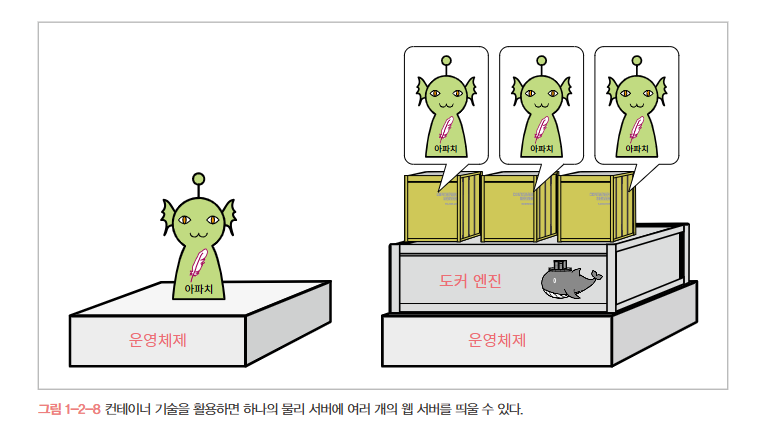 아파치
아파치
아파치
아파치
도커 엔진
운영체제
운영체제
그림 1-2-8 컨테이너 기술을 활용하면 하나의 물리 서버에 여러 개의 웹 서버를 띄울 수 있다.